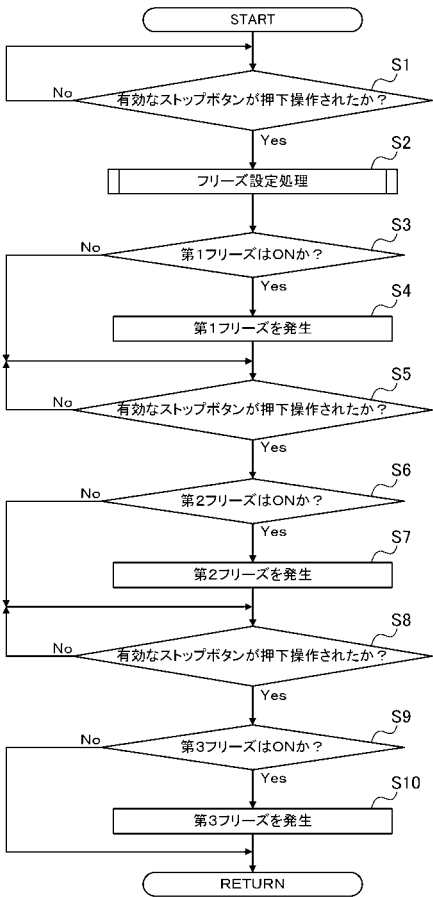 START
S1
有効なストップボタンが押下操作されたか？
No
Yes
S2
フリーズ設定処理
S3
第1フリーズはONか？
No
Yes
S4
第1フリーズを発生
S5
有効なストップボタンが押下操作されたか？
No
Yes
S6
第2フリーズはONか？
No
Yes
S7
第2フリーズを発生
S8
有効なストップボタンが押下操作されたか？
No
Yes
S9
第3フリーズはONか？
No
Yes
S10
第3フリーズを発生
RETURN